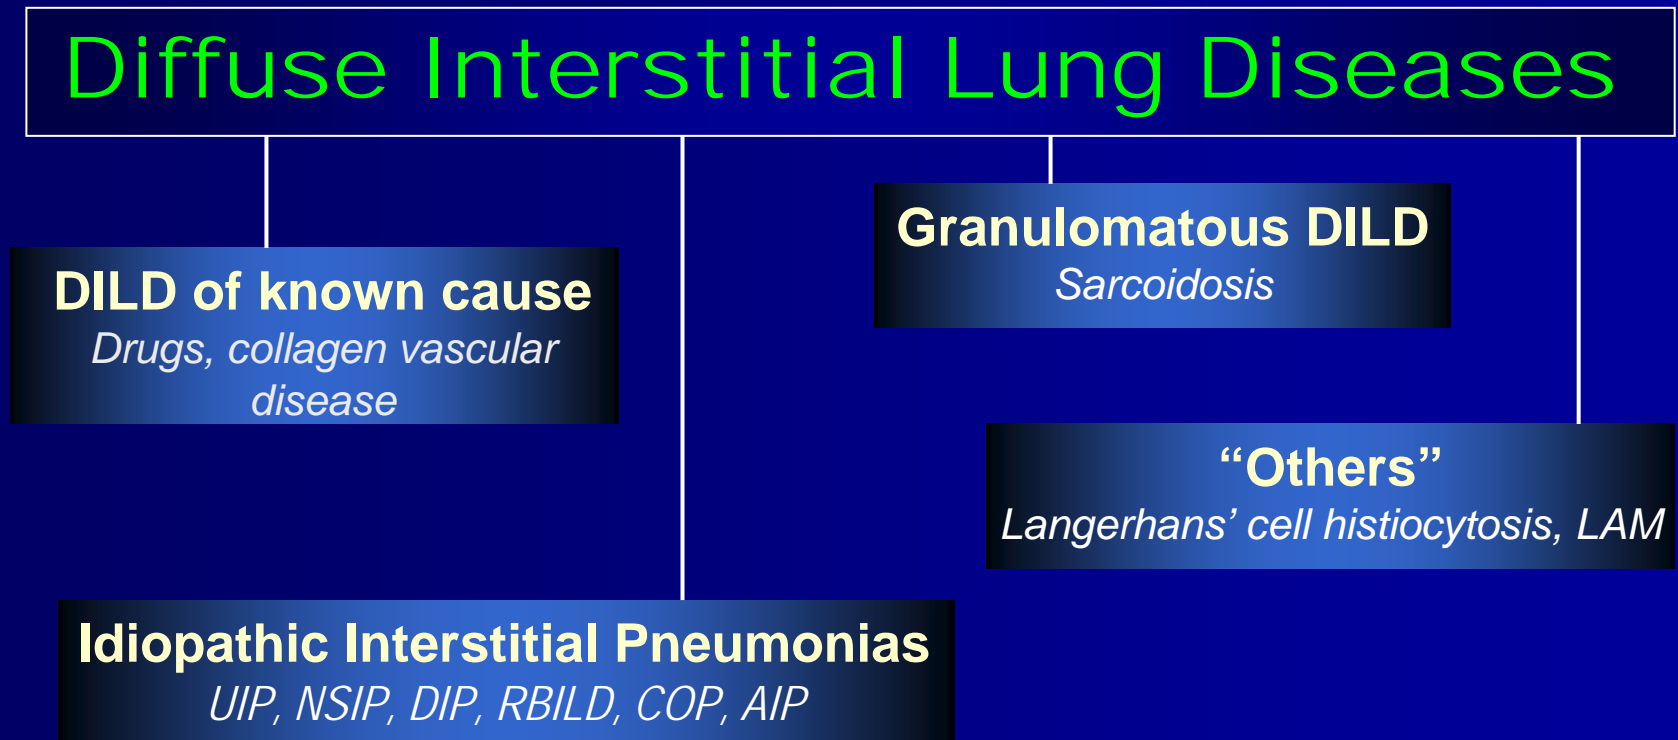 Diffuse Interstitial Lung Diseases
DILD of known cause
Drugs, collagen vascular
disease
Granulomatous DILD
Sarcoidosis
“Others”
Langerhans’ cell histiocytosis, LAM
Idiopathic Interstitial Pneumonias
UIP, NSIP, DIP, RBILD, COP, AIP